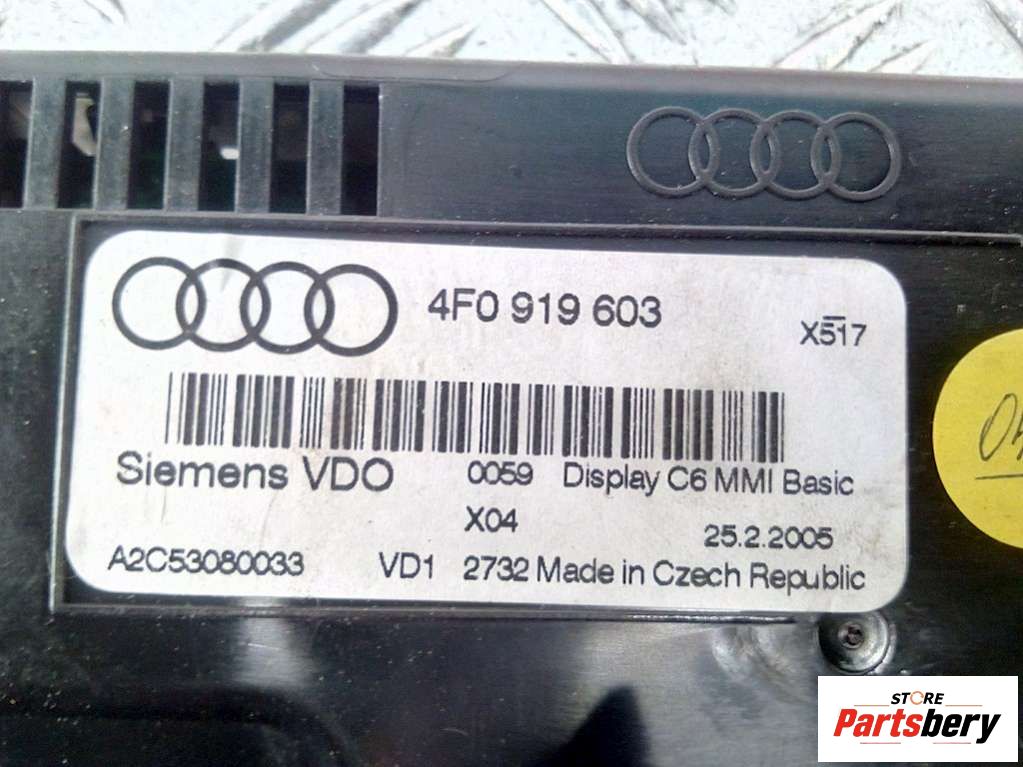 4F0 919 603
X517
Siemens VDO 0059 Display C6 MMI Basic
X04 25.2.2005
A2C53080033 VD1 2732 Made in Czech Republic
STORE
Partsbery